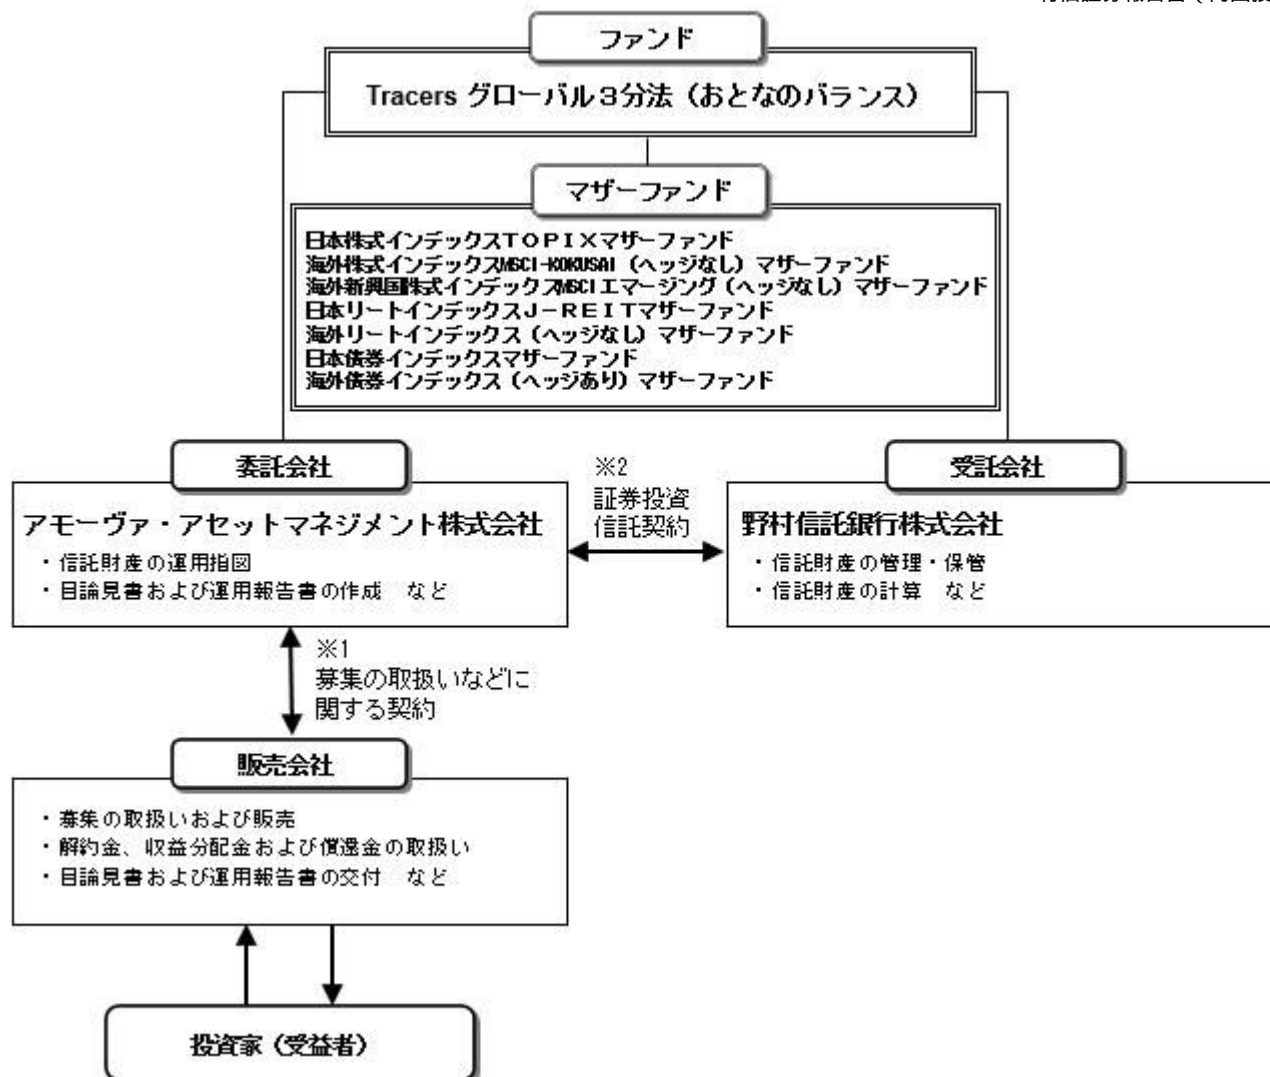 ファンド
Tracers グローバル3分法（おとなのバランス）
マザーファンド
日本株式インデックスTOPIXマザーファンド
海外株式インデックスMSCI-KOKUSAI（ヘッジなし）マザーファンド
海外新興国株式インデックスMSCIエマージング（ヘッジなし）マザーファンド
日本リートインデックスJ-REITマザーファンド
海外リートインデックス（ヘッジなし）マザーファンド
日本債券インデックスマザーファンド
海外債券インデックス（ヘッジあり）マザーファンド
委託会社
アモーヴァ・アセットマネジメント株式会社
・信託財産の運用指図
・目論見書および運用報告書の作成　など
※2
証券投資
信託契約
受託会社
野村信託銀行株式会社
・信託財産の管理・保管
・信託財産の計算　など
※1
募集の取扱いなどに
関する契約
販売会社
・募集の取扱いおよび販売
・解約金、収益分配金および償還金の取扱い
・目論見書および運用報告書の交付　など
投資家（受益者）